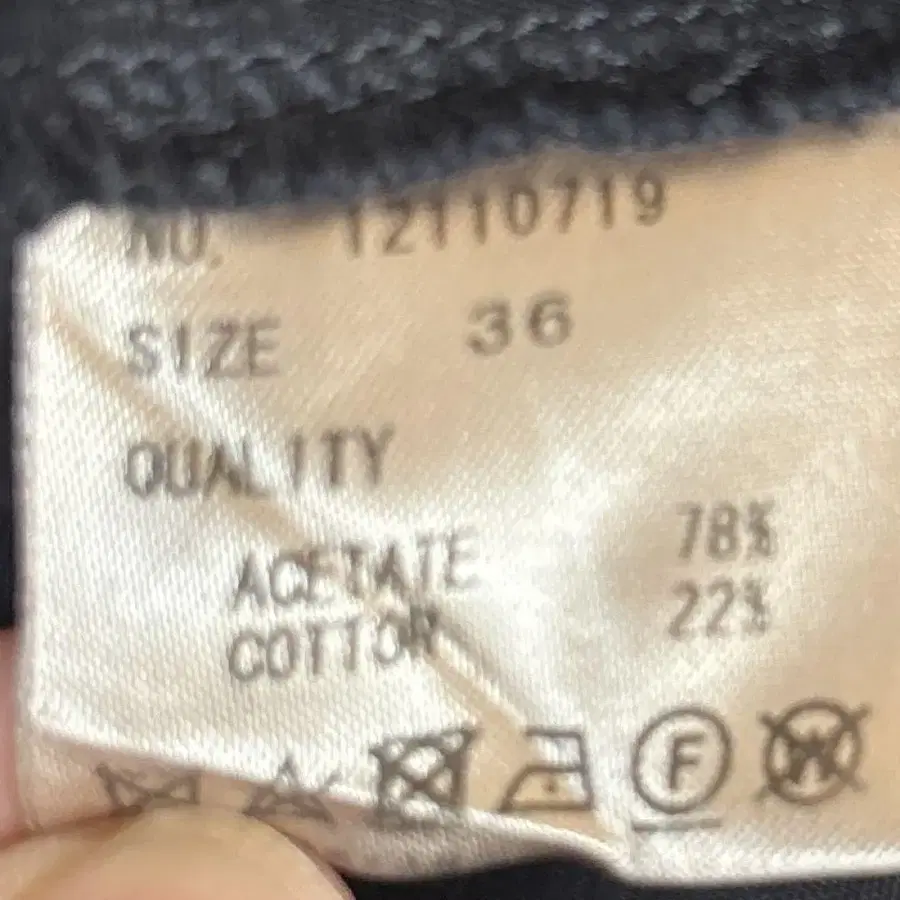 NO. 12110719
SIZE 36
QUALITY
ACETATE 78%
COTTON 22%
F W